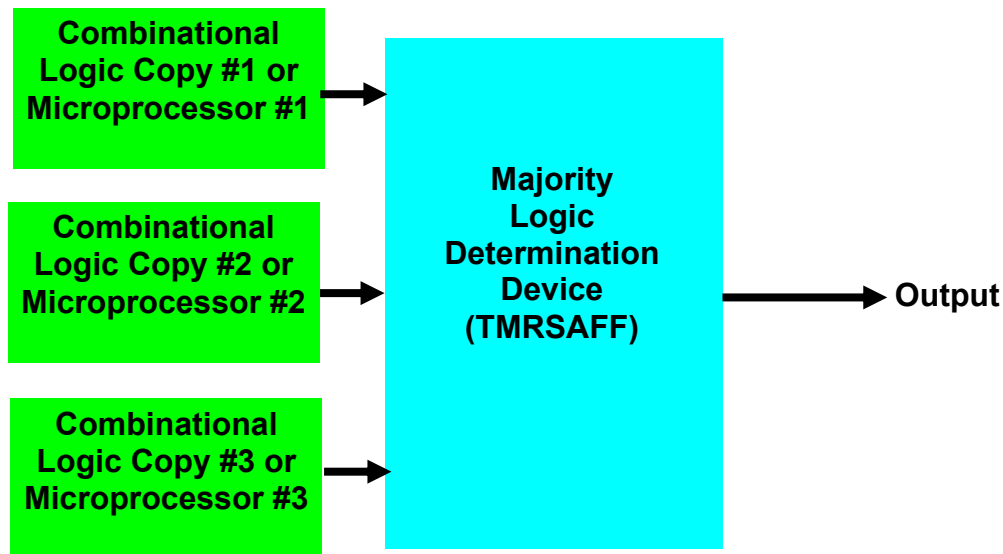 Combinational
Logic Copy #1 or
Microprocessor #1
Combinational
Logic Copy #2 or
Microprocessor #2
Combinational
Logic Copy #3 or
Microprocessor #3
Majority
Logic
Determination
Device
(TMRSAFF)
Output